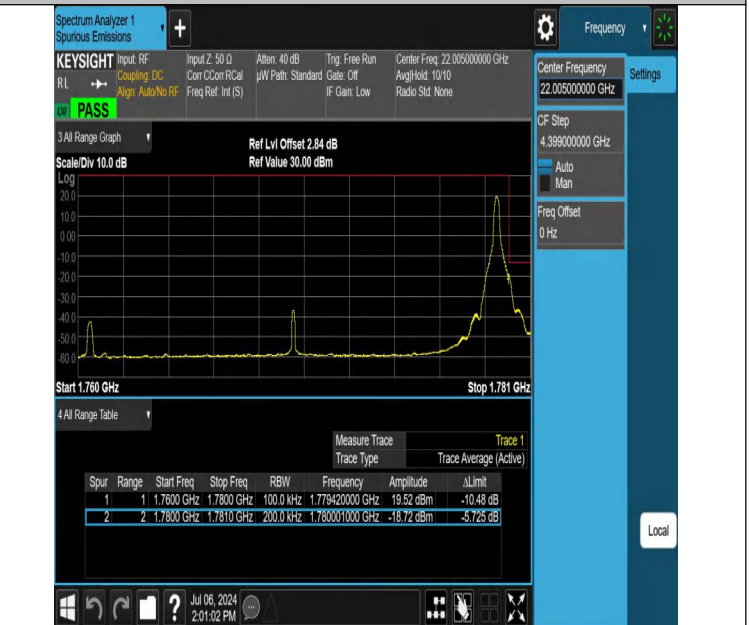 Spectrum Analyzer 1
Spurious Emissions
+
Frequency
KEYSIGHT
RL
Input: RF
Coupling: DC
Align: Auto/No RF
Input Z: 50 Ω
Corr CCorr RCal
Freq Ref: Int (S)
Atten: 40 dB
µW Path: Standard
Trig: Free Run
Gate: Off
IF Gain: Low
Center Freq: 22.005000000 GHz
Avg|Hold: 10/10
Radio Std: None
PASS
Center Frequency
22.005000000 GHz
Settings
CF Step
4.399000000 GHz
Auto
Man
Freq Offset
0 Hz
3 All Range Graph
Ref Lvl Offset 2.84 dB
Scale/Div 10.0 dB
Ref Value 30.00 dBm
Log
20.0
10.0
0.00
-10.0
-20.0
-30.0
-40.0
-50.0
-60.0
Start 1.760 GHz
Stop 1.781 GHz
4 All Range Table
Measure Trace Trace 1
Trace Type Trace Average (Active)
Spur Range Start Freq Stop Freq RBW Frequency Amplitude ΔLimit
1 1 1.7600 GHz 1.7800 GHz 100.0 kHz 1.779420000 GHz 19.52 dBm -10.48 dB
2 2 1.7800 GHz 1.7810 GHz 200.0 kHz 1.780001000 GHz -18.72 dBm -5.725 dB
Local
?
Jul 06, 2024
2:01:02 PM